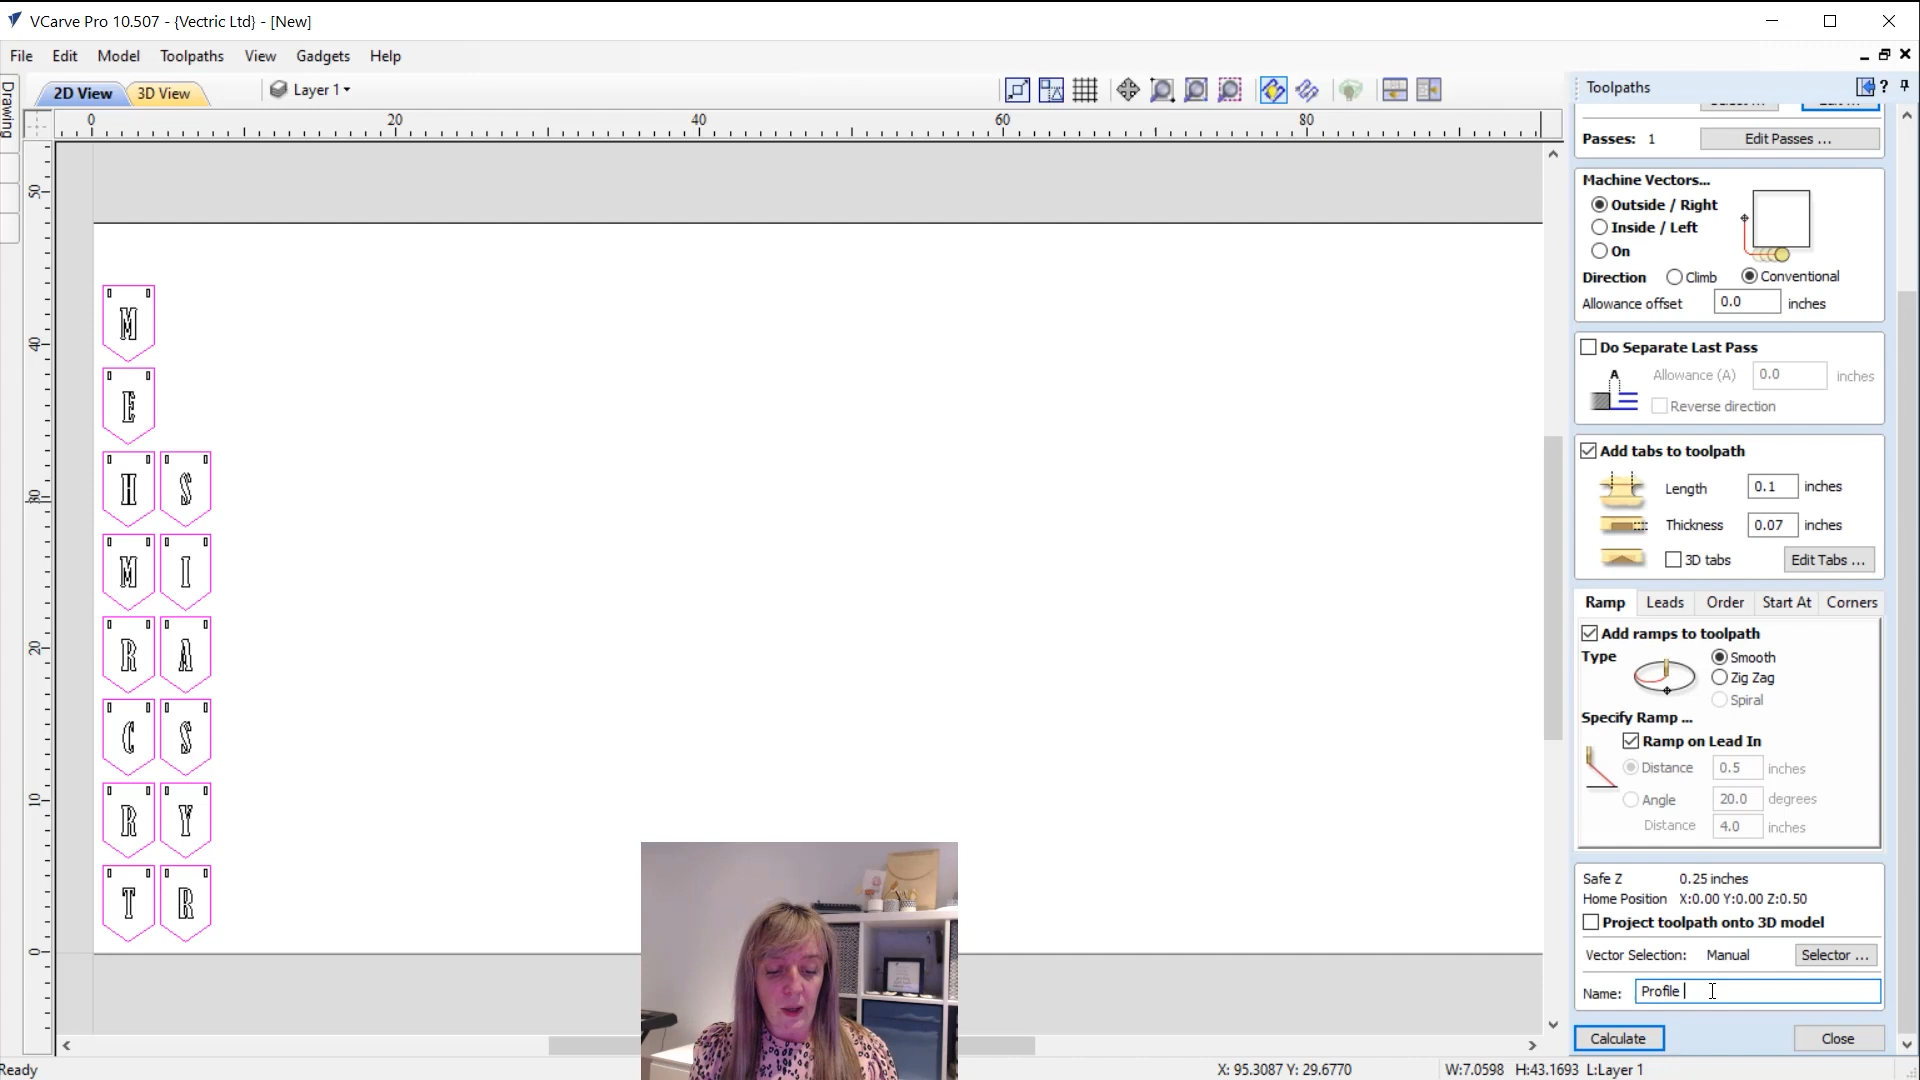 VCarve Pro 10.507 - {Vectric Ltd} - [New]
File Edit Model Toolpaths View Gadgets Help
Drawing
2D View 3D View Layer 1
Toolpaths
0 20 40 60 80
50
40
30
20
10
0
M
E
H S
M I
R A
C S
R Y
T R
Passes: 1 Edit Passes ...
Machine Vectors...
Outside / Right
Inside / Left
On
Direction Climb Conventional
Allowance offset 0.0 inches
Do Separate Last Pass
A Allowance (A) 0.0 inches
Reverse direction
Add tabs to toolpath
Length 0.1 inches
Thickness 0.07 inches
3D tabs Edit Tabs ...
Ramp Leads Order Start At Corners
Add ramps to toolpath
Type Smooth
Zig Zag
Spiral
Specify Ramp ...
Ramp on Lead In
Distance 0.5 inches
Angle 20.0 degrees
Distance 4.0 inches
Safe Z 0.25 inches
Home Position X:0.00 Y:0.00 Z:0.50
Project toolpath onto 3D model
Vector Selection: Manual Selector ...
Name: Profile
Calculate Close
Ready X: 95.3087 Y: 29.6770 W:7.0598 H:43.1693 L:Layer 1